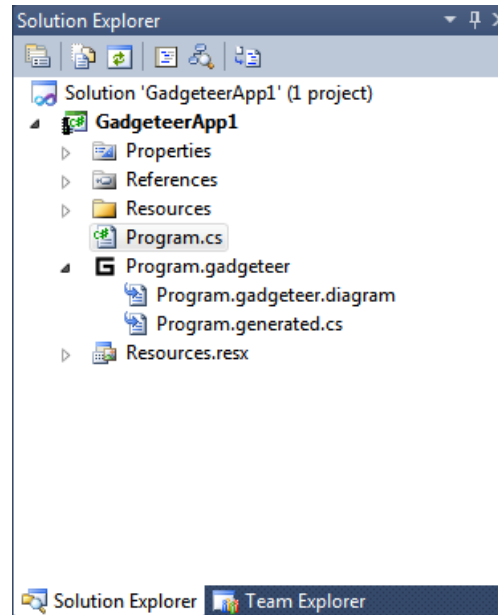 Solution Explorer
Solution 'GadgeteerApp1' (1 project)
GadgeteerApp1
Properties
References
Resources
Program.cs
Program.gadgeteer
Program.gadgeteer.diagram
Program.generated.cs
Resources.resx
Solution Explorer Team Explorer